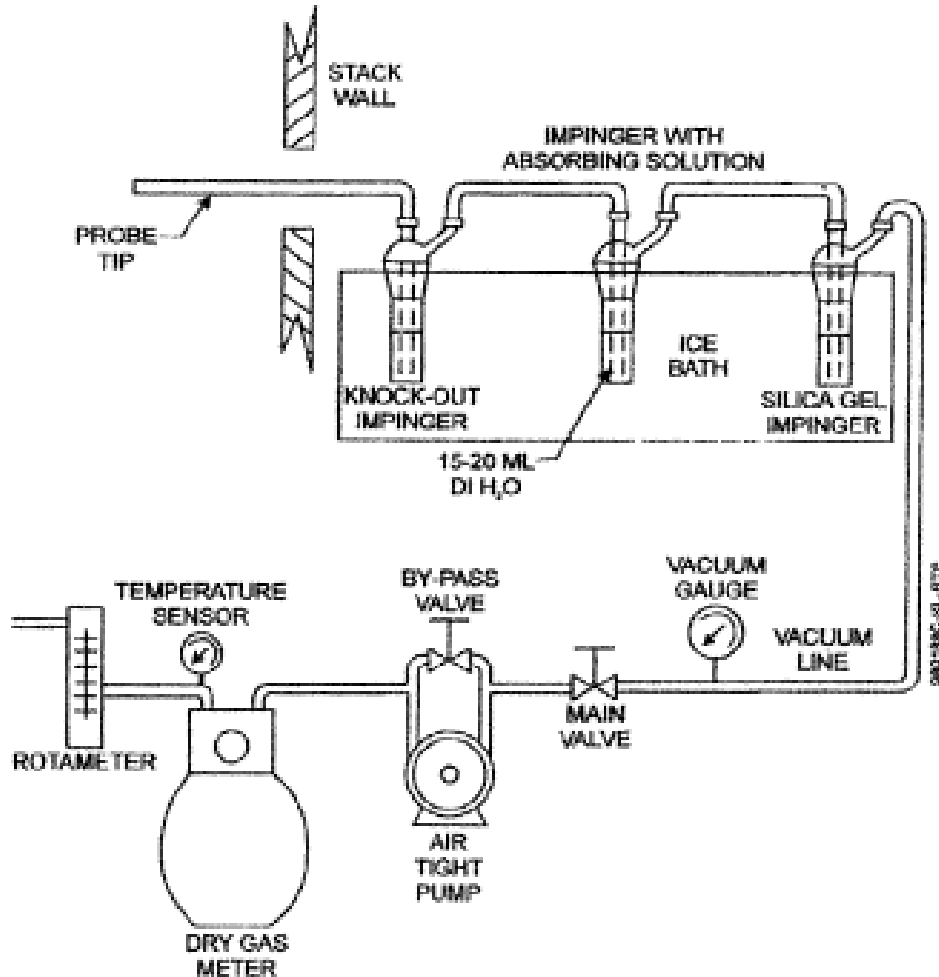 STACK
WALL
IMPINGER WITH
ABSORBING SOLUTION
PROBE
TIP
ICE
BATH
KNOCK-OUT
IMPINGER
SILICA GEL
IMPINGER
15-20 ML
DI H₂O
TEMPERATURE
SENSOR
BY-PASS
VALVE
VACUUM
GAUGE
VACUUM
LINE
MAIN
VALVE
ROTAMETER
AIR
TIGHT
PUMP
DRY GAS
METER